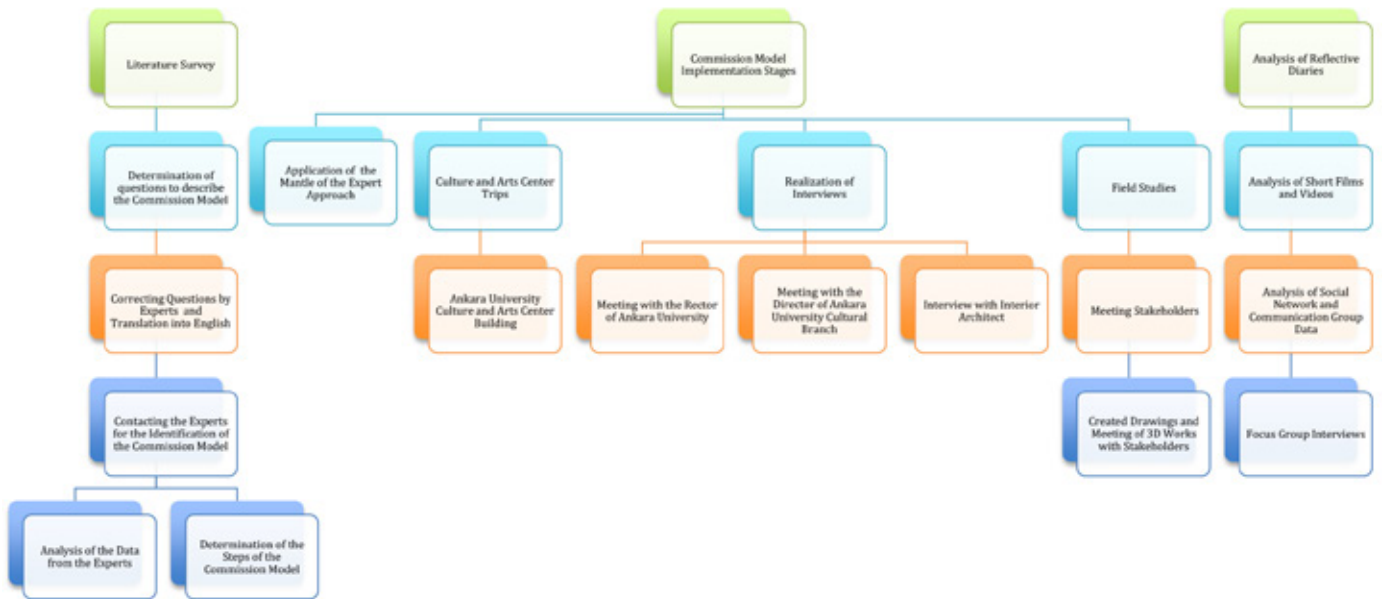 Literature Survey
Commission Model
Implementation Stages
Analysis of Reflective
Diaries
Determination of
questions to describe
the Commission Model
Application of the
Mantle of the Expert
Approach
Culture and Arts Center
Trips
Realization of
Interviews
Field Studies
Analysis of Short Films
and Videos
Correcting Questions by
Experts and
Translation into English
Ankara University
Culture and Arts Center
Building
Meeting with the Rector
of Ankara University
Meeting with the
Director of Ankara
University Cultural
Branch
Interview with Interior
Architect
Meeting Stakeholders
Analysis of Social
Network and
Communication Group
Data
Contacting the Experts
for the Identification of
the Commission Model
Created Drawings and
Meeting of 3D Works
with Stakeholders
Focus Group Interviews
Analysis of the Data
from the Experts
Determination of the
Steps of the
Commission Model